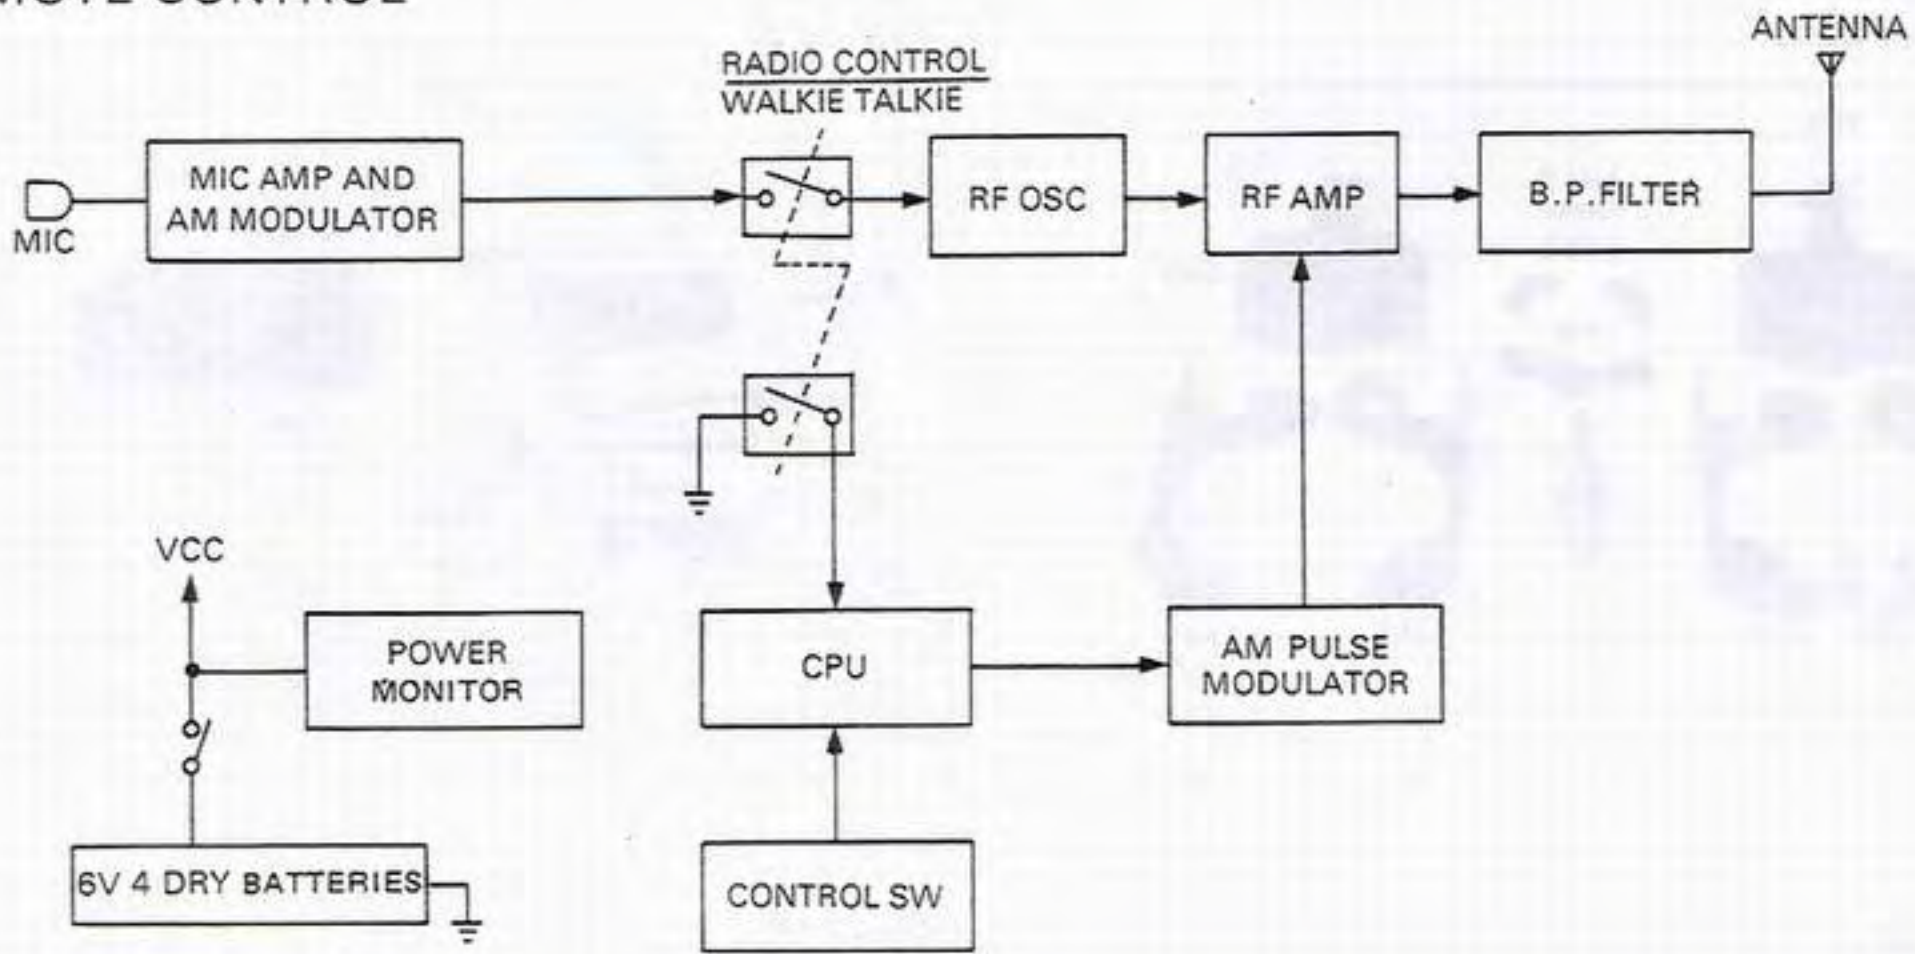 ANTENNA
RADIO CONTROL
WALKIE TALKIE
MIC AMP AND
AM MODULATOR
RF OSC
RF AMP
B.P.FILTER
MIC
VCC
POWER
MONITOR
CPU
AM PULSE
MODULATOR
6V 4 DRY BATTERIES
CONTROL SW